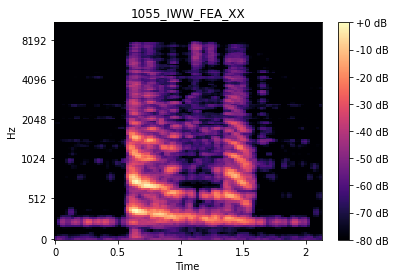 1055_IWW_FEA_XX
+0 dB
8192
-10 dB
4096
-20 dB
-30 dB
2048
Hz
-40 dB
1024
-50 dB
512
-60 dB
-70 dB
0
-80 dB
0
0.5
1
1.5
2
Time